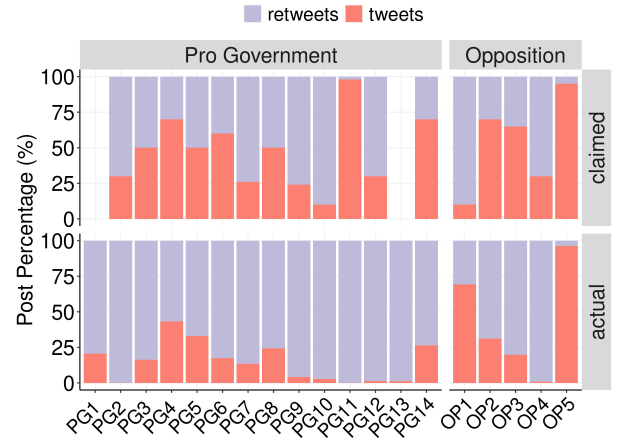 retweets tweets
Pro Government Opposition
100
75
50
25
0
claimed
100
75
50
25
0
actual
Post Percentage (%)
PG1 PG2 PG3 PG4 PG5 PG6 PG7 PG8 PG9 PG10 PG11 PG12 PG13 PG14 OP1 OP2 OP3 OP4 OP5